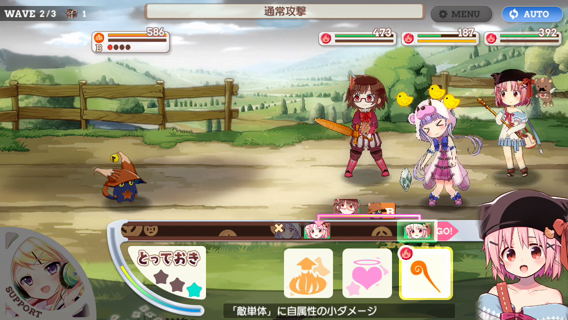 WAVE 2/3 1
通常攻撃
MENU
AUTO
586
473
187
392
GO!
とっておき
SUPPORT
「敵単体」に自属性の小ダメージ